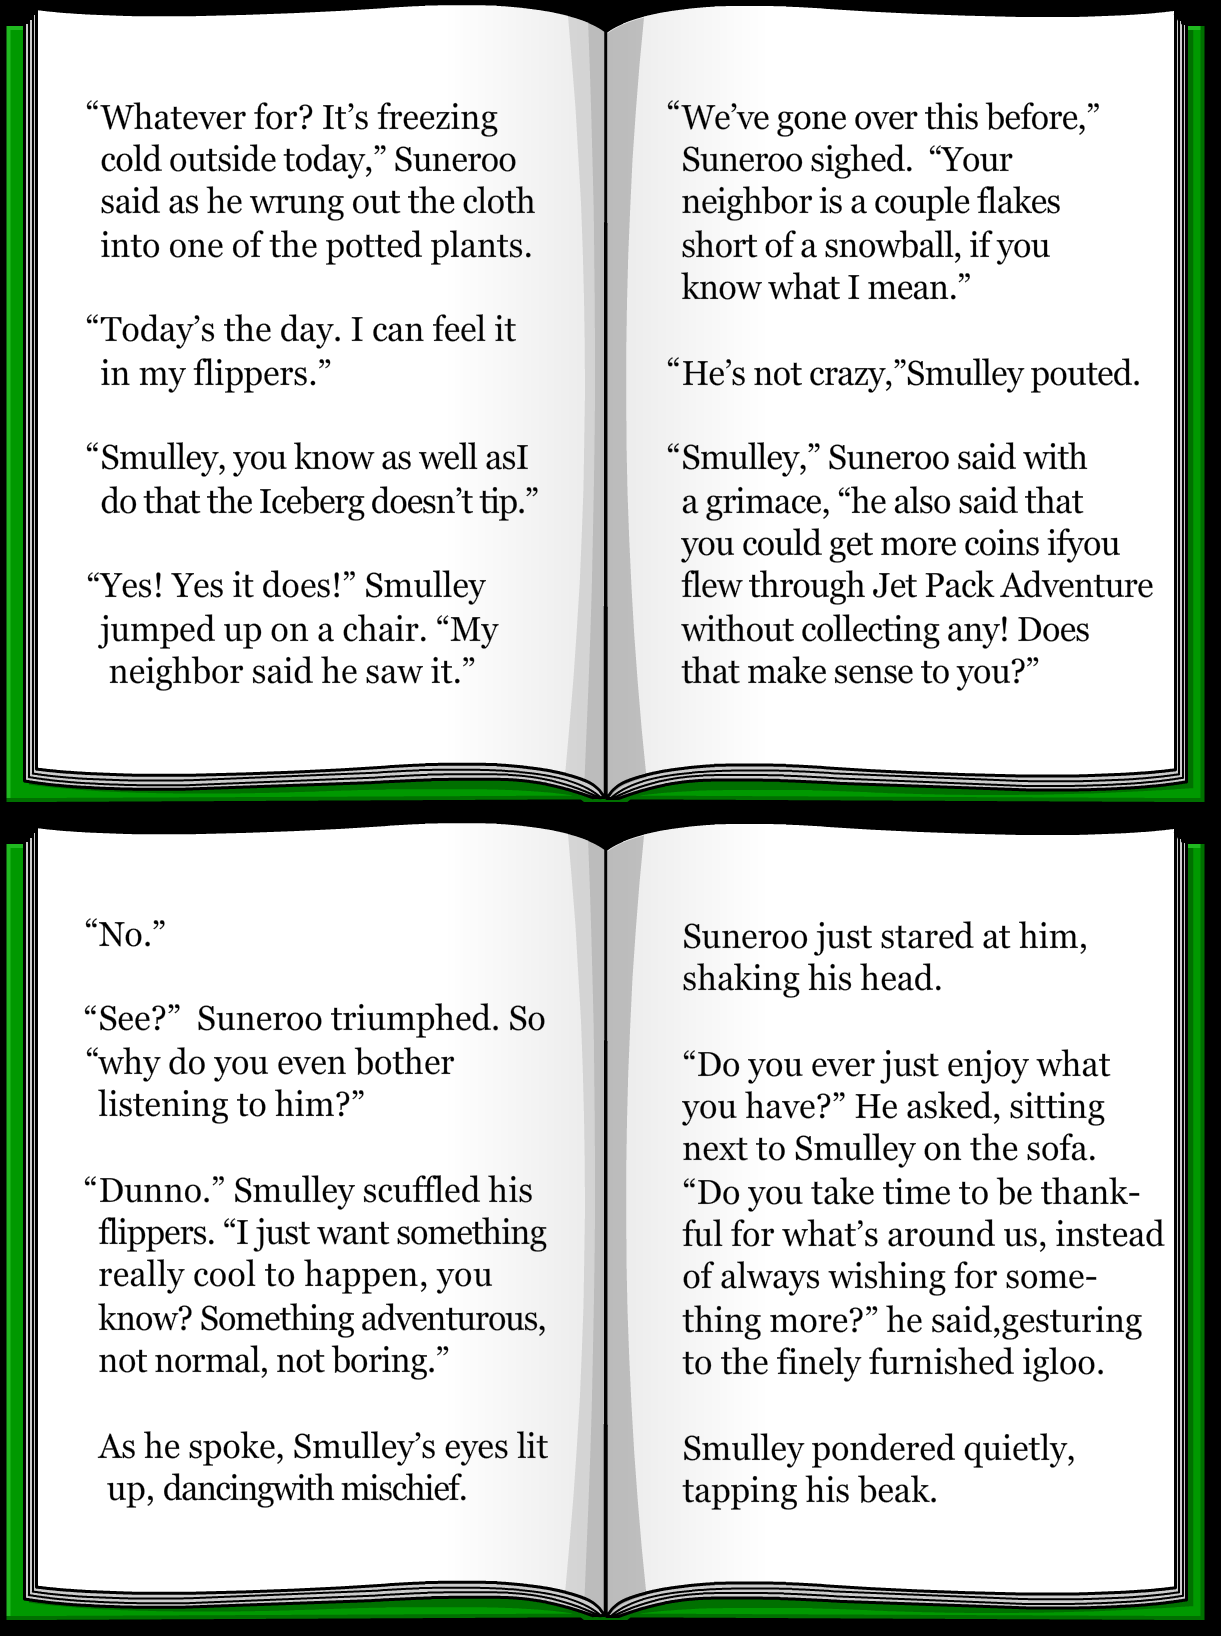 “Whatever for? It’s freezing
cold outside today,” Suneroo
said as he wrung out the cloth
into one of the potted plants.
“Today’s the day. I can feel it
in my flippers.”
“Smulley, you know as well asI
do that the Iceberg doesn’t tip.”
“Yes! Yes it does!” Smulley
jumped up on a chair. “My
neighbor said he saw it.”
“We’ve gone over this before,”
Suneroo sighed.  “Your
neighbor is a couple flakes
short of a snowball, if you
know what I mean.”
“He’s not crazy,”Smulley pouted.
“Smulley,” Suneroo said with
a grimace, “he also said that
you could get more coins ifyou
flew through Jet Pack Adventure
without collecting any! Does
that make sense to you?”
“No.”
“See?”  Suneroo triumphed. So
“why do you even bother
listening to him?”
“Dunno.” Smulley scuffled his
flippers. “I just want something
really cool to happen, you
know? Something adventurous,
not normal, not boring.”
As he spoke, Smulley’s eyes lit
up, dancingwith mischief.
Suneroo just stared at him,
shaking his head.
“Do you ever just enjoy what
you have?” He asked, sitting
next to Smulley on the sofa.
“Do you take time to be thank-
ful for what’s around us, instead
of always wishing for some-
thing more?” he said,gesturing
to the finely furnished igloo.
Smulley pondered quietly,
tapping his beak.